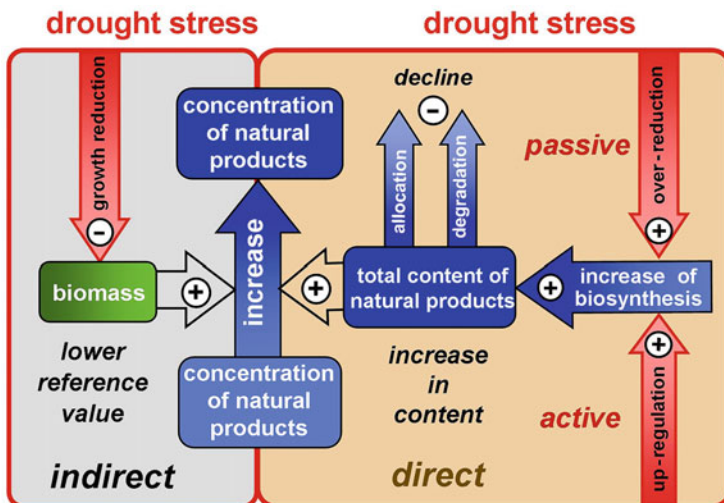 drought stress
drought stress
growth reduction
concentration
of natural
products
decline
allocation
degradation
passive
over-reduction
biomass
increase
total content of
natural products
increase of
biosynthesis
lower
reference
value
concentration
of natural
products
increase
in
content
active
up-regulation
indirect
direct